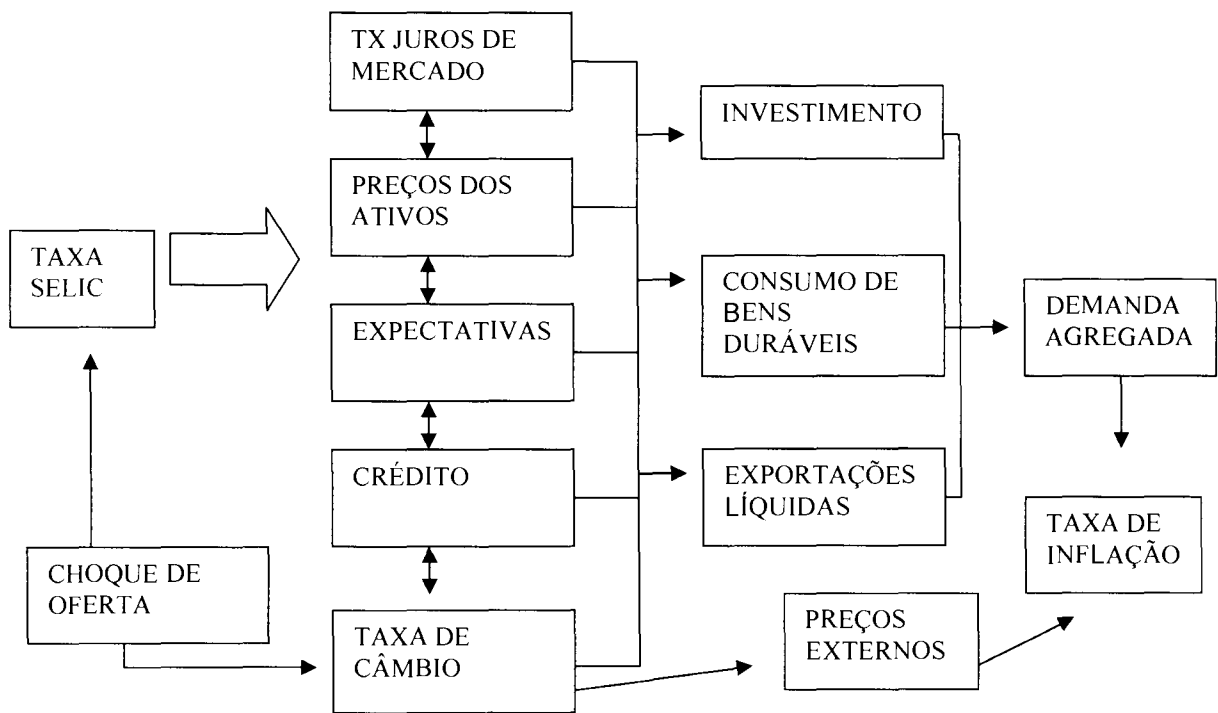 TX JUROS DE
MERCADO
PREÇOS DOS
ATIVOS
EXPECTATIVAS
CRÉDITO
TAXA DE
CÂMBIO
TAXA
SELIC
CHOQUE DE
OFERTA
INVESTIMENTO
CONSUMO DE
BENS
DURÁVEIS
EXPORTAÇÕES
LÍQUIDAS
PREÇOS
EXTERNOS
DEMANDA
AGREGADA
TAXA DE
INFLAÇÃO